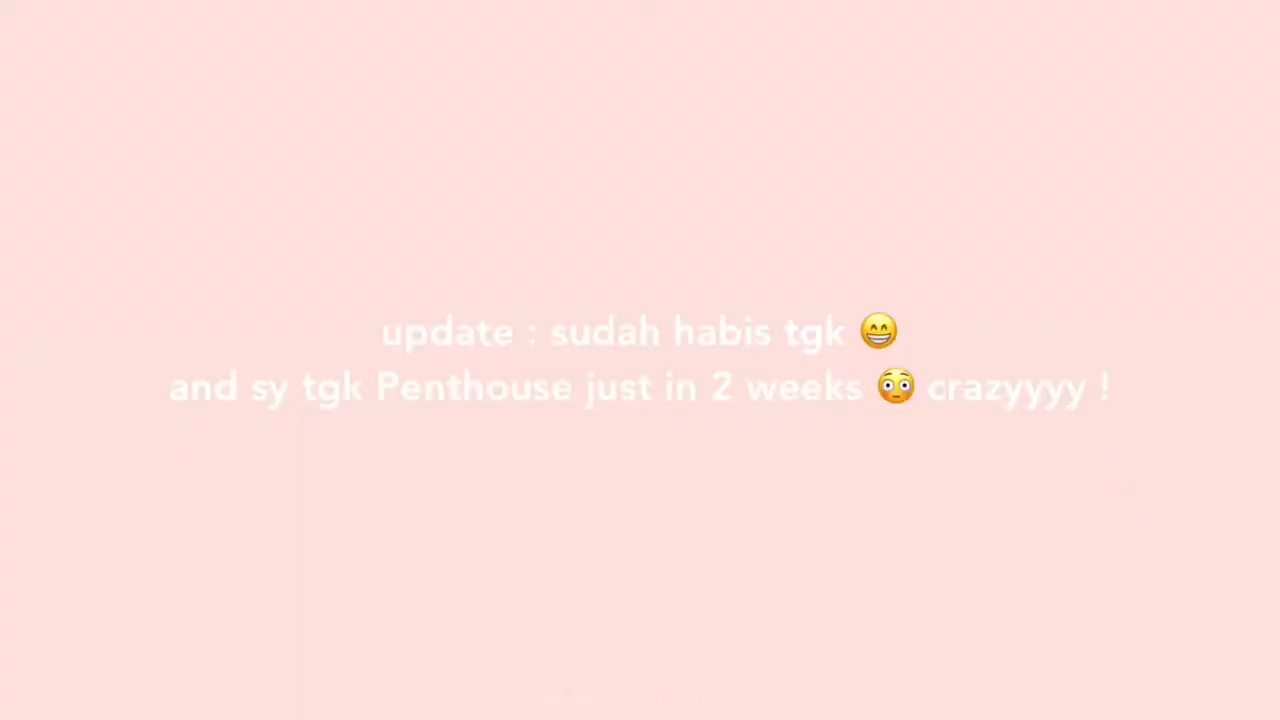 update : sudah habis tgk 😁
and sy tgk Penthouse just in 2 weeks 😳 crazyyyy !